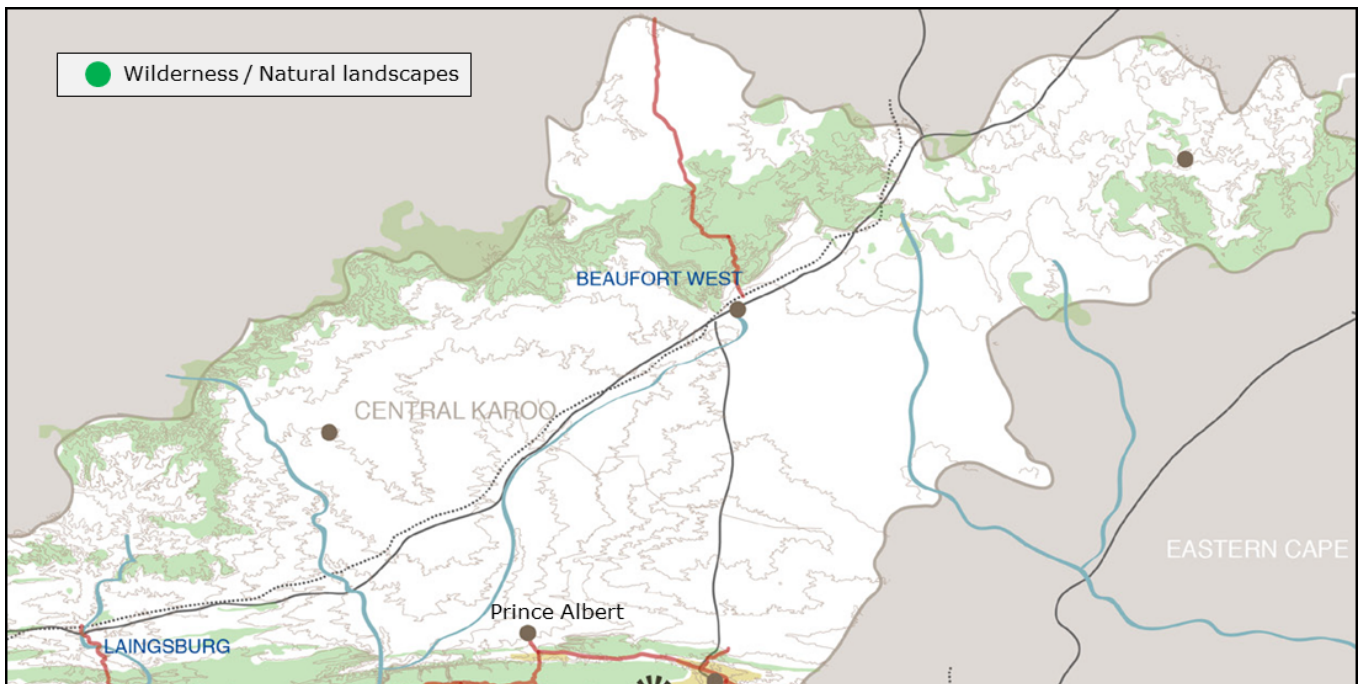 Wilderness / Natural landscapes
BEAUFORT WEST
CENTRAL KAROO
EASTERN CAPE
Prince Albert
LAINGSBURG